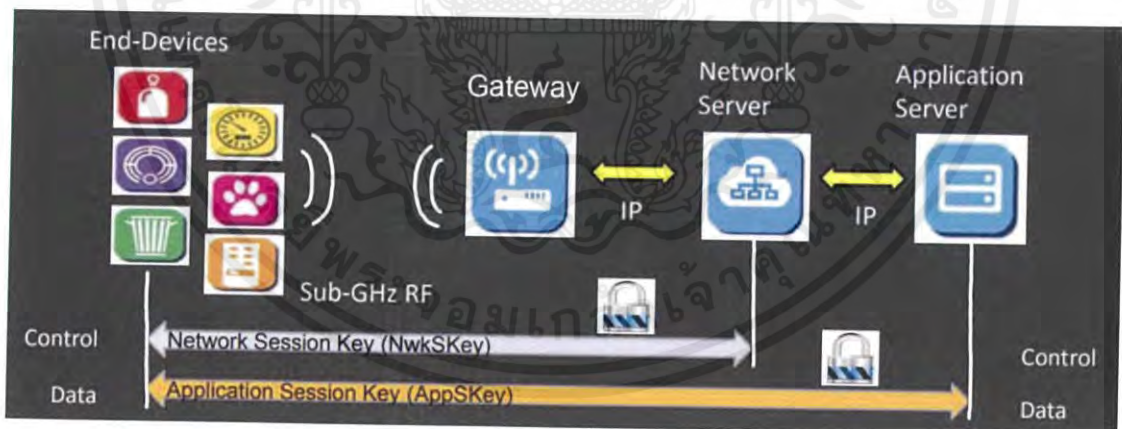 End-Devices
Gateway
Network
Server
Application
Server
IP
IP
Sub-GHz RF
Control
Network Session Key (NwkSKey)
Control
Data
Application Session Key (AppSKey)
Data